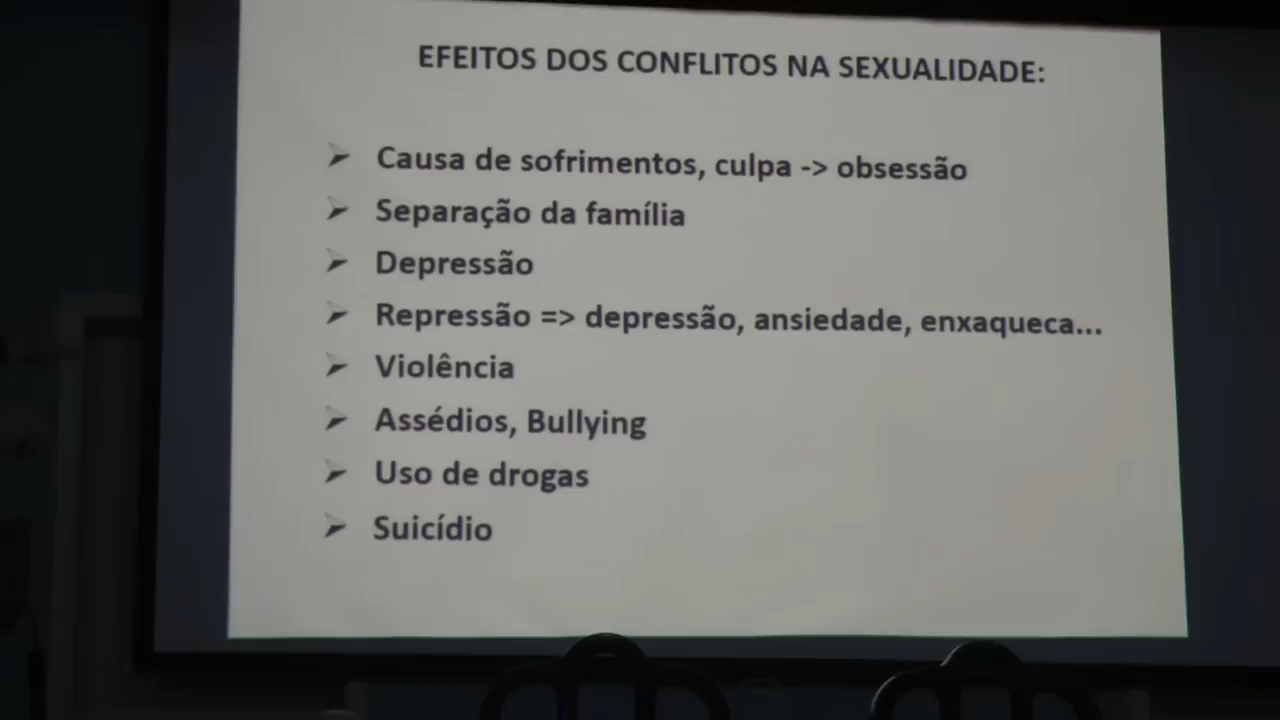 EFEITOS DOS CONFLITOS NA SEXUALIDADE:
Causa de sofrimentos, culpa -> obsessão
Separação da família
Depressão
Repressão => depressão, ansiedade, enxaqueca...
Violência
Assédios, Bullying
Uso de drogas
Suicídio